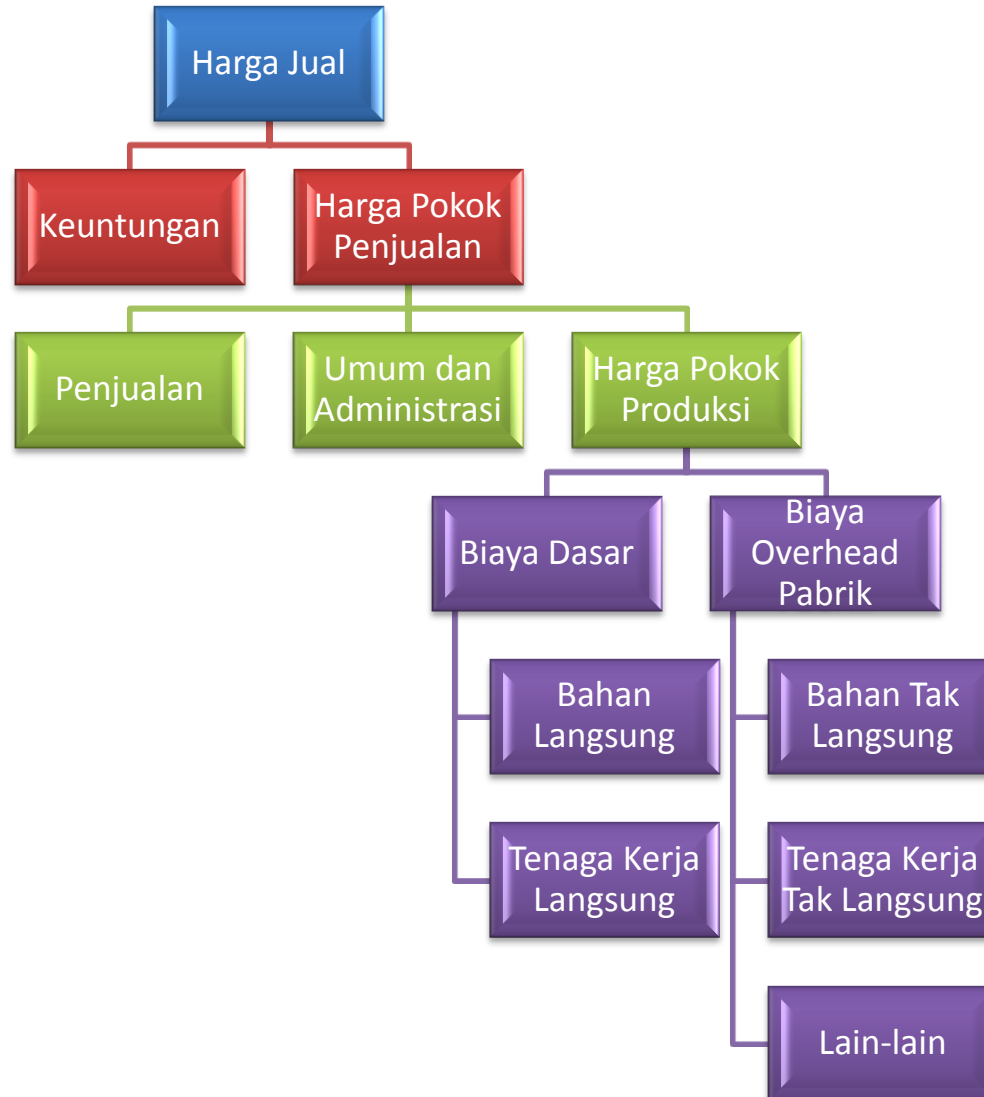 Harga Jual
Keuntungan
Harga Pokok
Penjualan
Penjualan
Umum dan
Administrasi
Harga Pokok
Produksi
Biaya Dasar
Biaya
Overhead
Pabrik
Bahan
Langsung
Bahan Tak
Langsung
Tenaga Kerja
Langsung
Tenaga Kerja
Tak Langsung
Lain-lain